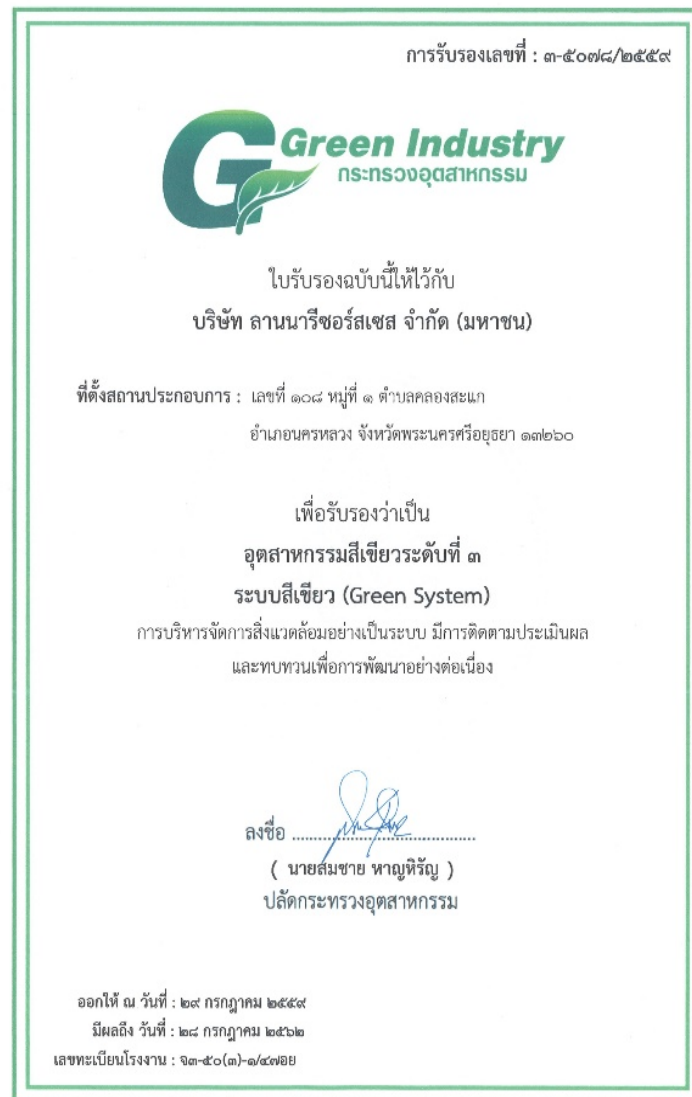 การรับรองเลขที่ : ๓-๕๐๗๘/๒๕๕๙
Green Industry
กระทรวงอุตสาหกรรม
ใบรับรองฉบับนี้ให้ไว้กับ
บริษัท ลานนารีซอร์สเซส จำกัด (มหาชน)
ที่ตั้งสถานประกอบการ : เลขที่ ๑๐๘ หมู่ที่ ๑ ตำบลคลองสะแก
อำเภอนครหลวง จังหวัดพระนครศรีอยุธยา ๑๓๒๖๐
เพื่อรับรองว่าเป็น
อุตสาหกรรมสีเขียวระดับที่ ๓
ระบบสีเขียว (Green System)
การบริหารจัดการสิ่งแวดล้อมอย่างเป็นระบบ มีการติดตามประเมินผล
และทบทวนเพื่อการพัฒนาอย่างต่อเนื่อง
ลงชื่อ ........................................
( นายสมชาย หาญหิรัญ )
ปลัดกระทรวงอุตสาหกรรม
ออกให้ ณ วันที่ : ๒๙ กรกฎาคม ๒๕๕๙
มีผลถึง วันที่ : ๒๘ กรกฎาคม ๒๕๖๒
เลขทะเบียนโรงงาน : จ๓-๕๐(๓)-๑/๔๗อย